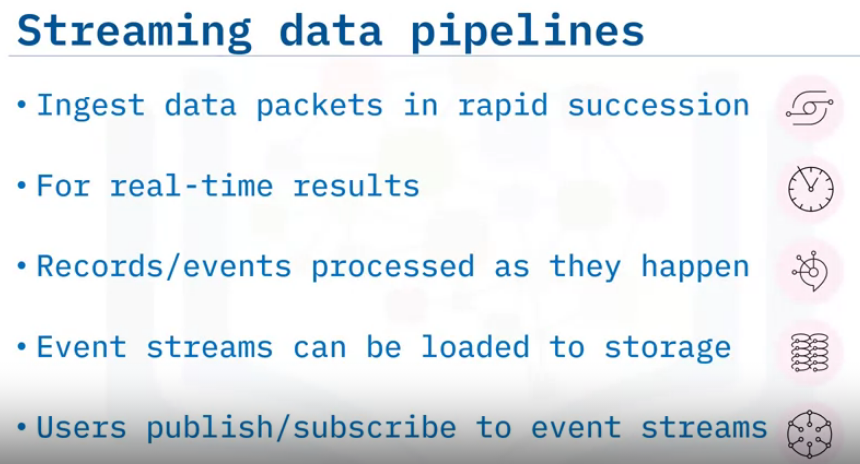 Streaming data pipelines
• Ingest data packets in rapid succession
• For real-time results
• Records/events processed as they happen
• Event streams can be loaded to storage
• Users publish/subscribe to event streams